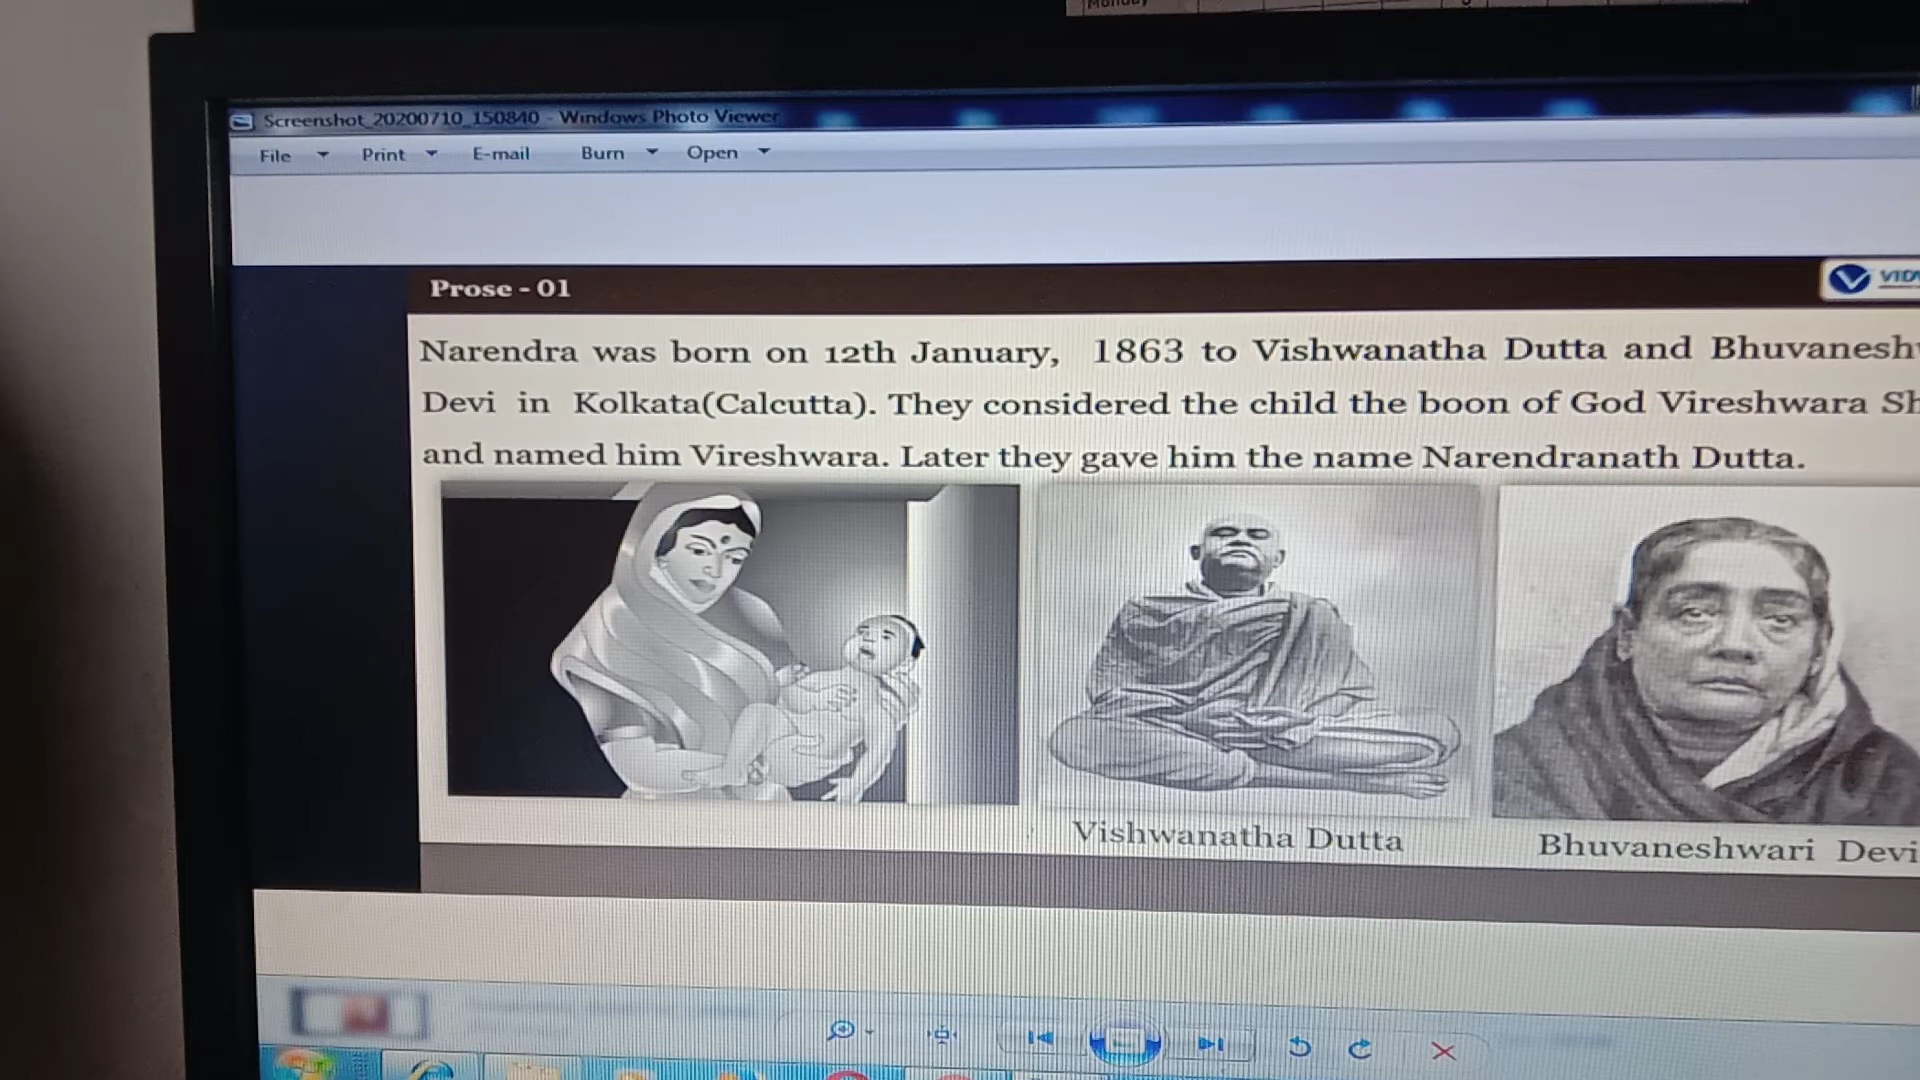 Monday
Screenshot_20200710_150840 - Windows Photo Viewer
File Print E-mail Burn Open
Prose - 01
Narendra was born on 12th January, 1863 to Vishwanatha Dutta and
Devi in Kolkata(Calcutta). They considered the child the boon of God Vireshwara
and named him Vireshwara. Later they gave him the name Narendranath Dutta.
Vishwanatha Dutta
Bhuvaneshwari Devi